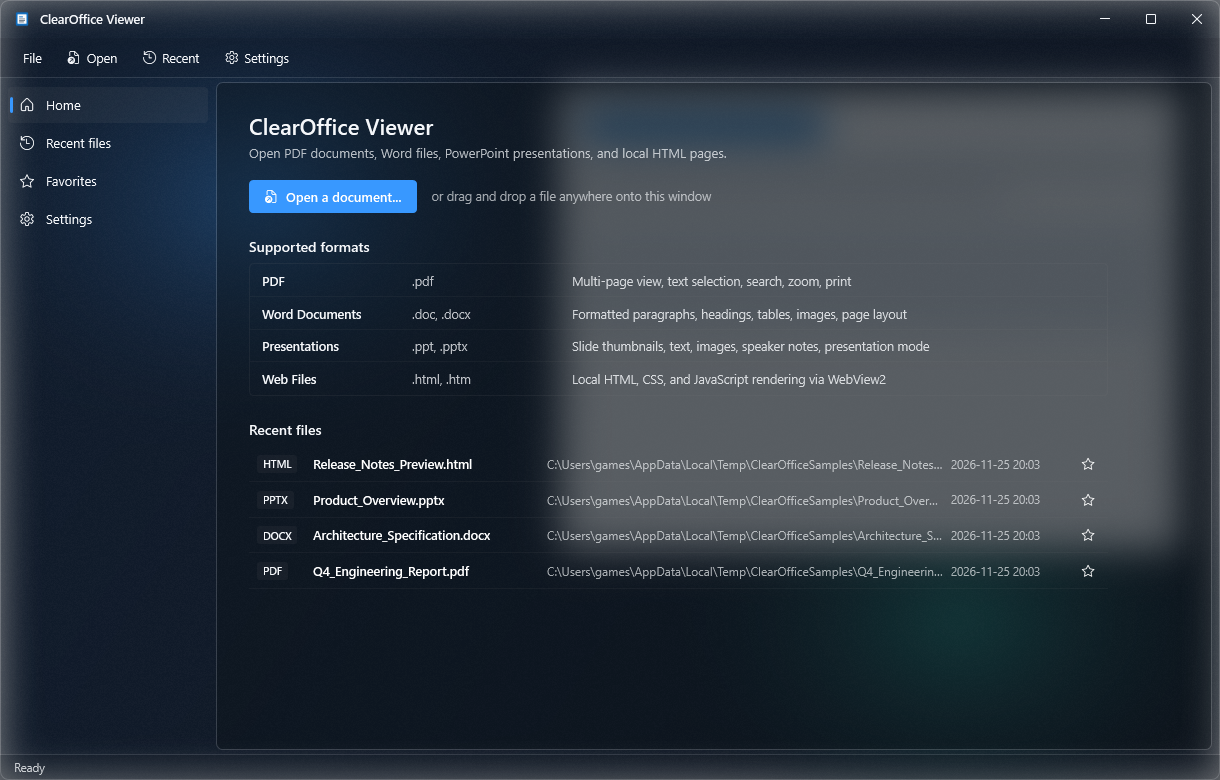 ClearOffice Viewer
File Open Recent Settings
Home
Recent files
Favorites
Settings
ClearOffice Viewer
Open PDF documents, Word files, PowerPoint presentations, and local HTML pages.
Open a document... or drag and drop a file anywhere onto this window
Supported formats
PDF .pdf Multi-page view, text selection, search, zoom, print
Word Documents .doc, .docx Formatted paragraphs, headings, tables, images, page layout
Presentations .ppt, .pptx Slide thumbnails, text, images, speaker notes, presentation mode
Web Files .html, .htm Local HTML, CSS, and JavaScript rendering via WebView2
Recent files
HTML Release_Notes_Preview.html C:\Users\games\AppData\Local\Temp\ClearOfficeSamples\Release_Notes... 2026-11-25 20:03
PPTX Product_Overview.pptx C:\Users\games\AppData\Local\Temp\ClearOfficeSamples\Product_Over... 2026-11-25 20:03
DOCX Architecture_Specification.docx C:\Users\games\AppData\Local\Temp\ClearOfficeSamples\Architecture_S... 2026-11-25 20:03
PDF Q4_Engineering_Report.pdf C:\Users\games\AppData\Local\Temp\ClearOfficeSamples\Q4_Engineerin... 2026-11-25 20:03
Ready